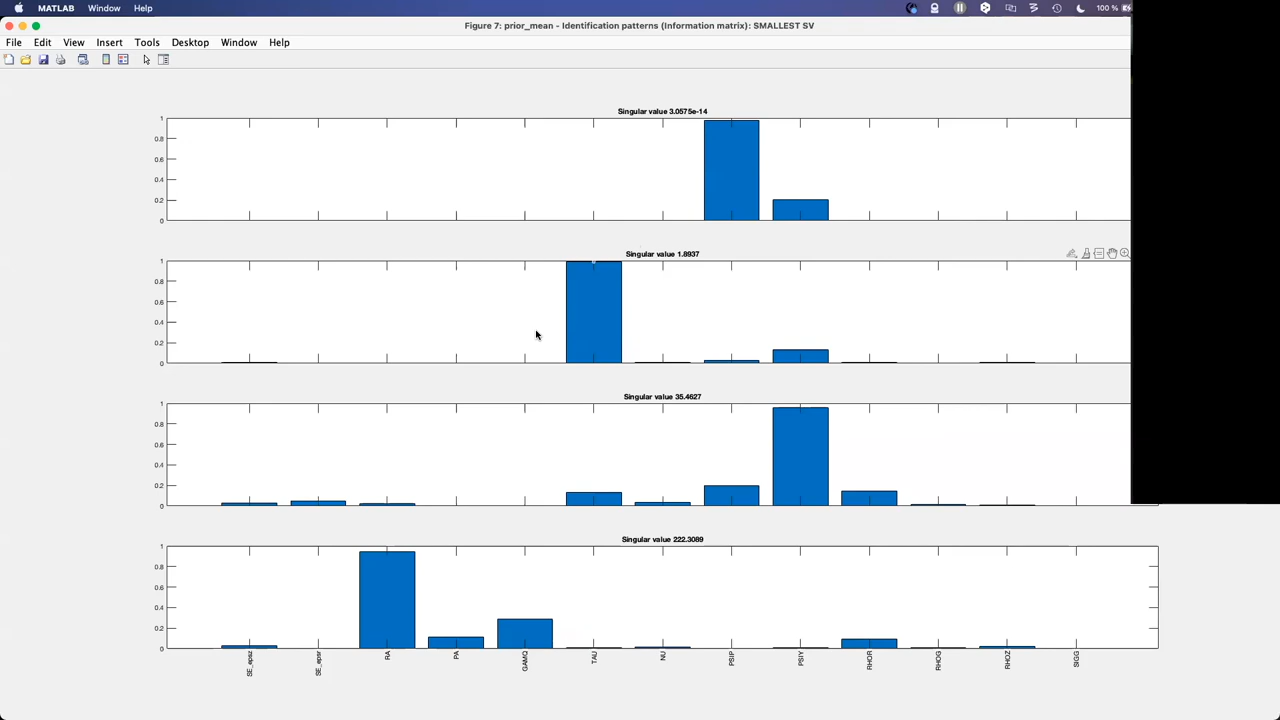 MATLAB Window Help
100 %
Figure 7: prior_mean - Identification patterns (Information matrix): SMALLEST SV
File Edit View Insert Tools Desktop Window Help
Singular value 3.0575e-14
1
0.8
0.6
0.4
0.2
0
Singular value 1.8937
1
0.8
0.6
0.4
0.2
0
Singular value 35.4627
1
0.8
0.6
0.4
0.2
0
Singular value 222.3089
1
0.8
0.6
0.4
0.2
0
SE_epsz
SE_epsr
RA
PA
GAMQ
TAU
NU
PSIP
PSIY
RHOR
RHOG
RHOZ
SIGG